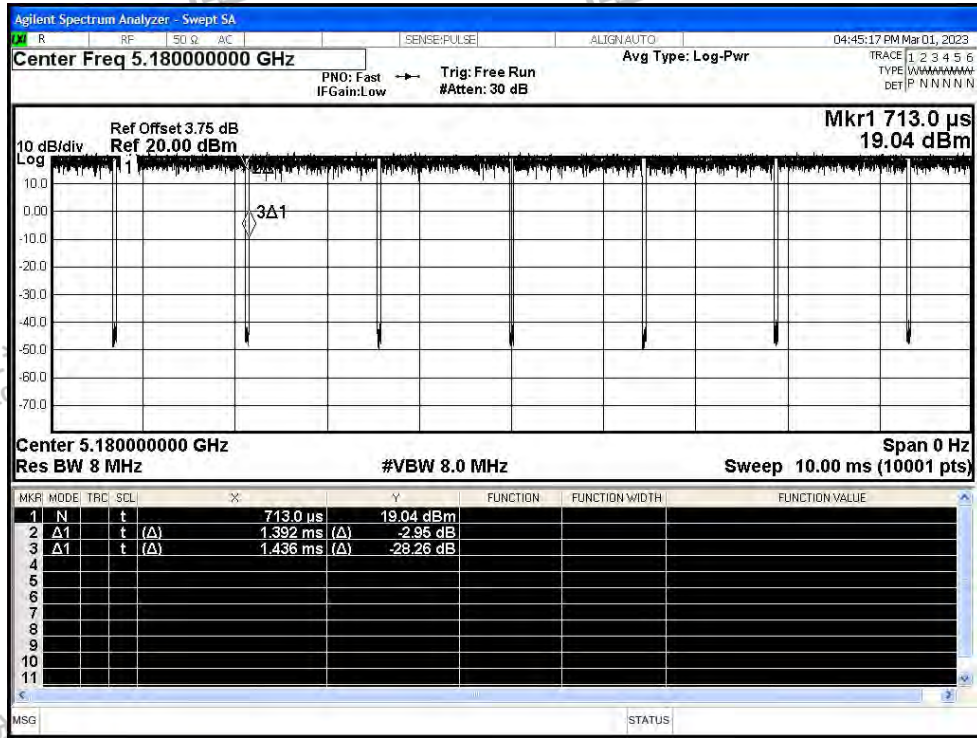 Agilent Spectrum Analyzer - Swept SA
LXI R RF 50 Ω AC SENSE:PULSE ALIGN AUTO 04:45:17 PM Mar 01, 2023
Center Freq 5.180000000 GHz
PNO: Fast
IFGain:Low
Trig: Free Run
#Atten: 30 dB
Avg Type: Log-Pwr
TRACE 1 2 3 4 5 6
TYPE WWWWWW
DET P N N N N N
Mkr1 713.0 µs
19.04 dBm
Ref Offset 3.75 dB
10 dB/div Ref 20.00 dBm
Log
1
3Δ1
10.0
0.00
-10.0
-20.0
-30.0
-40.0
-50.0
-60.0
-70.0
Center 5.180000000 GHz Span 0 Hz
Res BW 8 MHz #VBW 8.0 MHz Sweep 10.00 ms (10001 pts)
MKR MODE TRC SCL X Y FUNCTION FUNCTION WIDTH FUNCTION VALUE
1 N t 713.0 µs 19.04 dBm
2 Δ1 t (Δ) 1.392 ms (Δ) -2.95 dB
3 Δ1 t (Δ) 1.436 ms (Δ) -28.26 dB
4
5
6
7
8
9
10
11
MSG STATUS